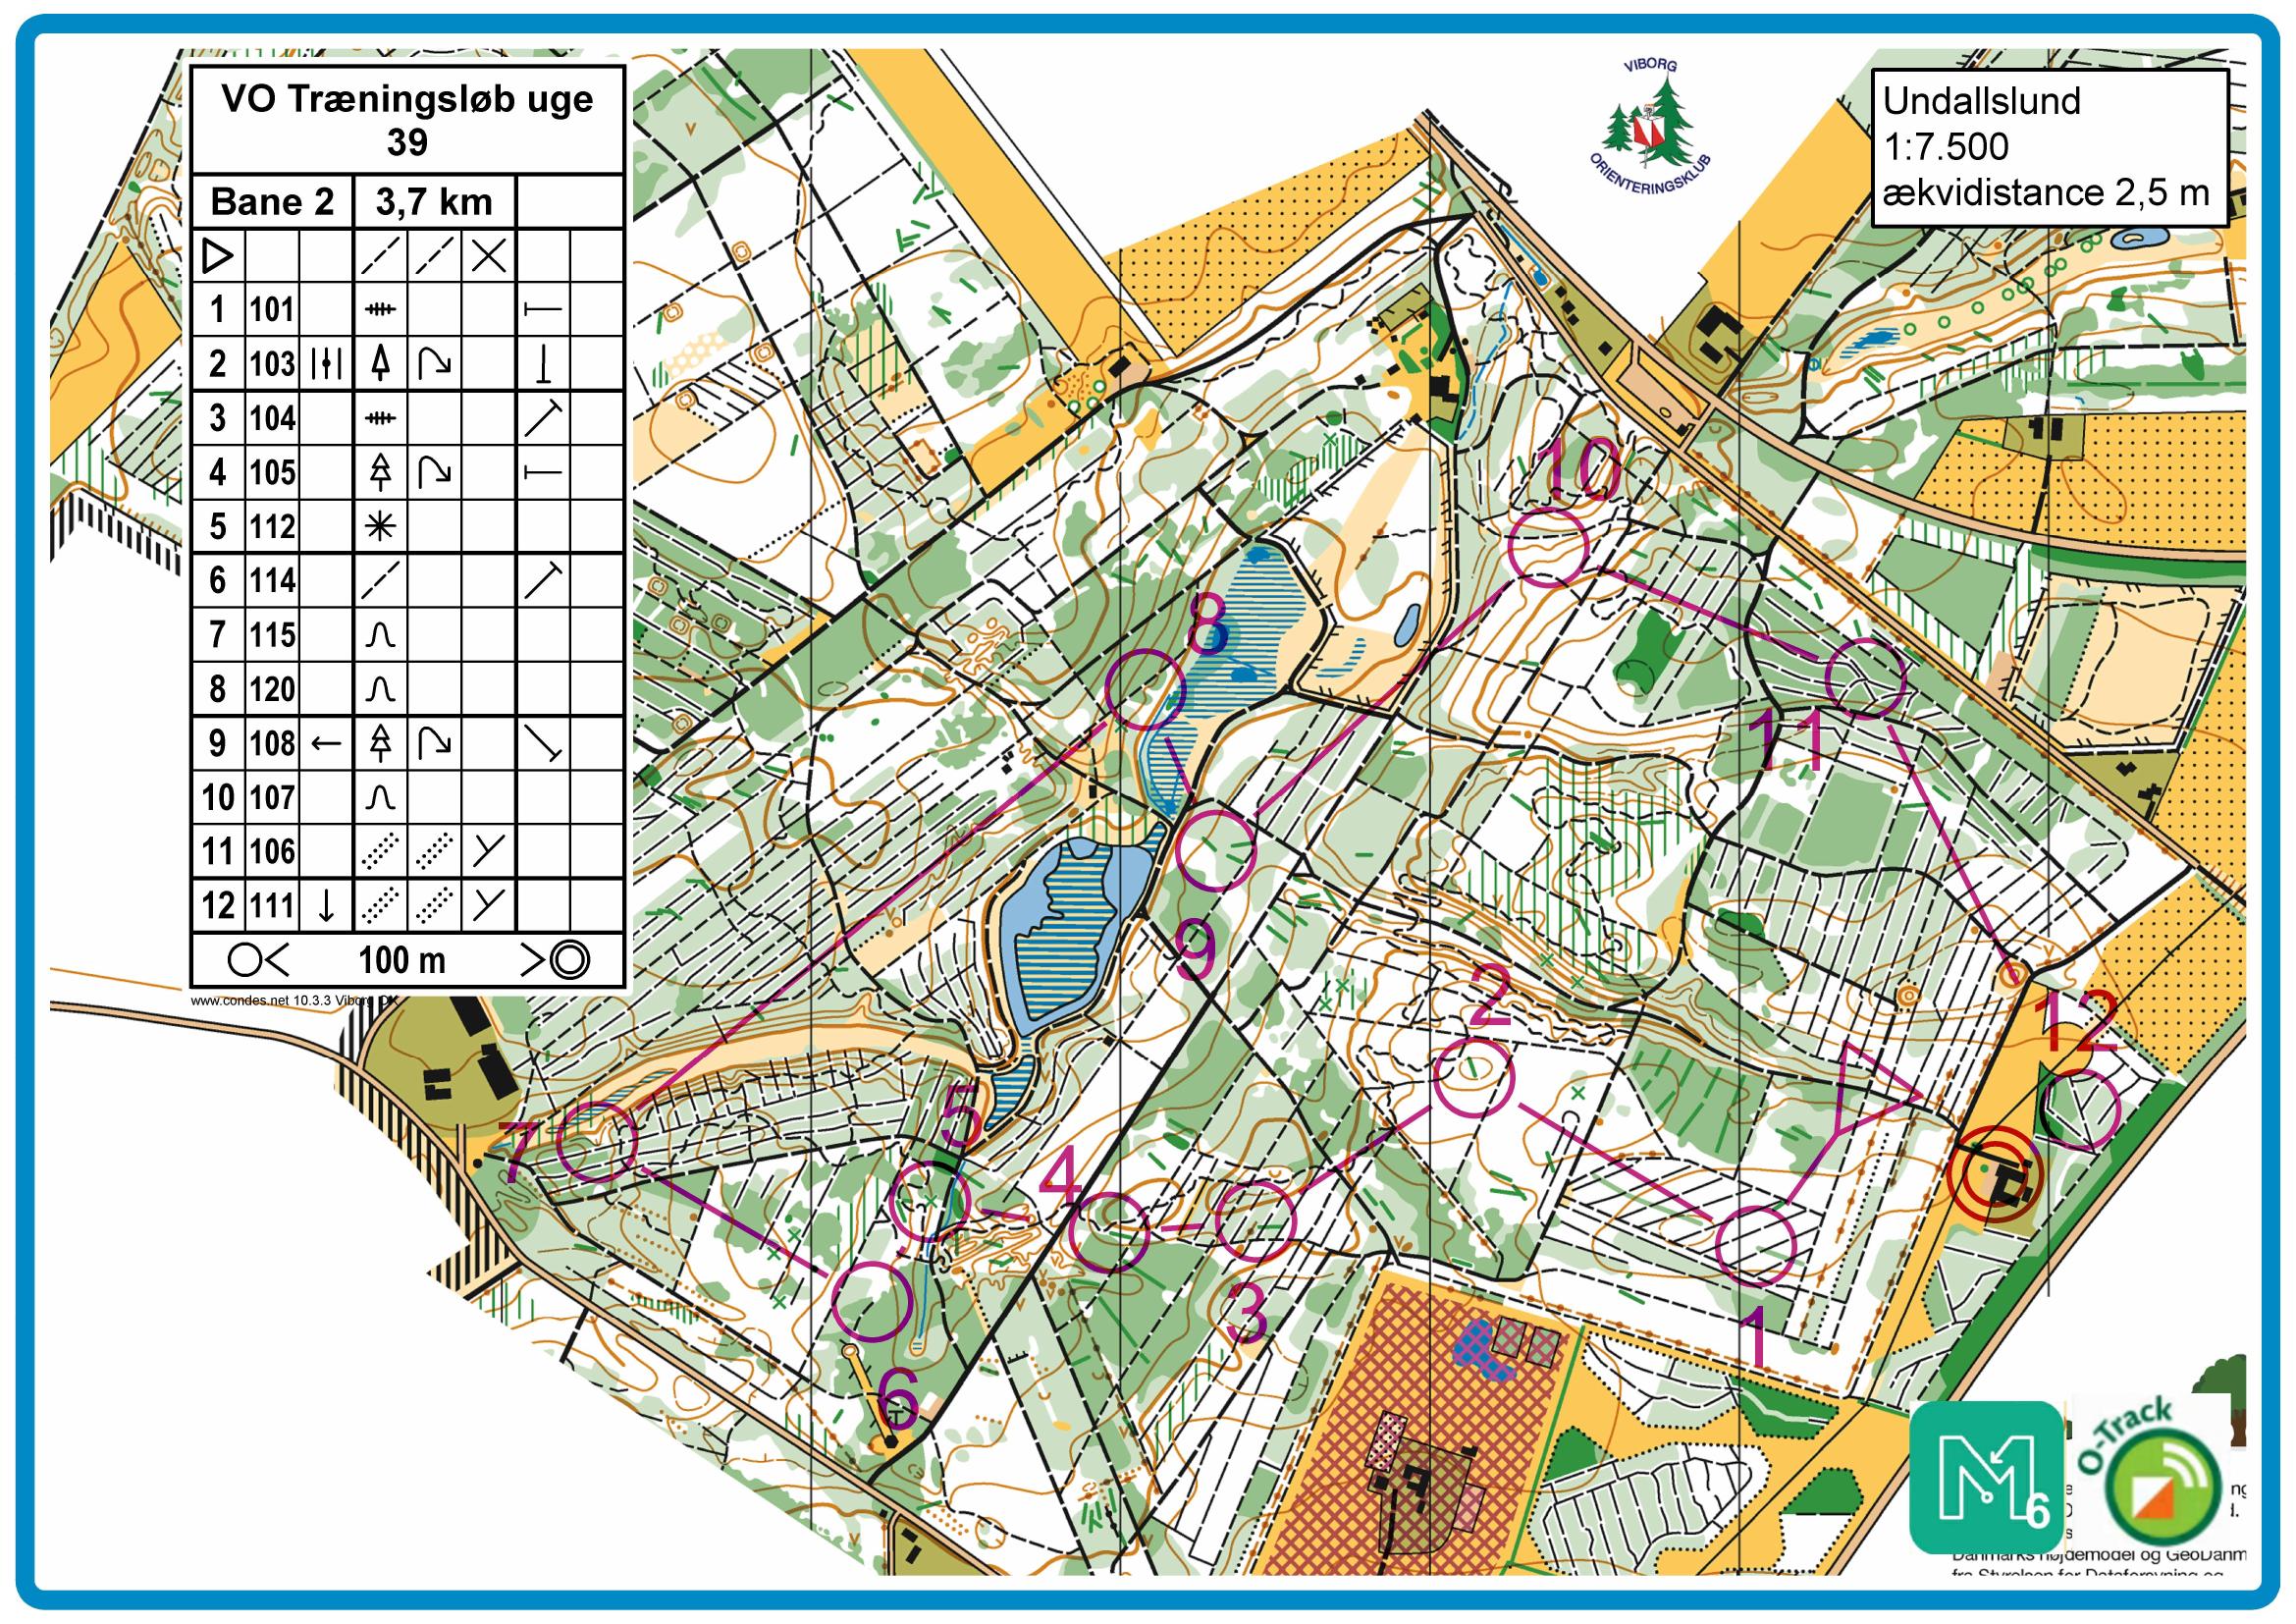 VO Træningsløb uge
39
Bane 2 3,7 km
1 101
2 103
3 104
4 105
5 112
6 114
7 115
8 120
9 108
10 107
11 106
12 111
100 m
www.condes.net 10.3.3 Viborg OK
VIBORG
ORIENTERINGSKLUB
Undallslund
1:7.500
ækvidistance 2,5 m
10
8
11
9
2
12
5
7
4
3
1
6
M6
O-Track
Danmarks højdemodel og GeoDanm
fra Styrelsen for Dataforsyning og